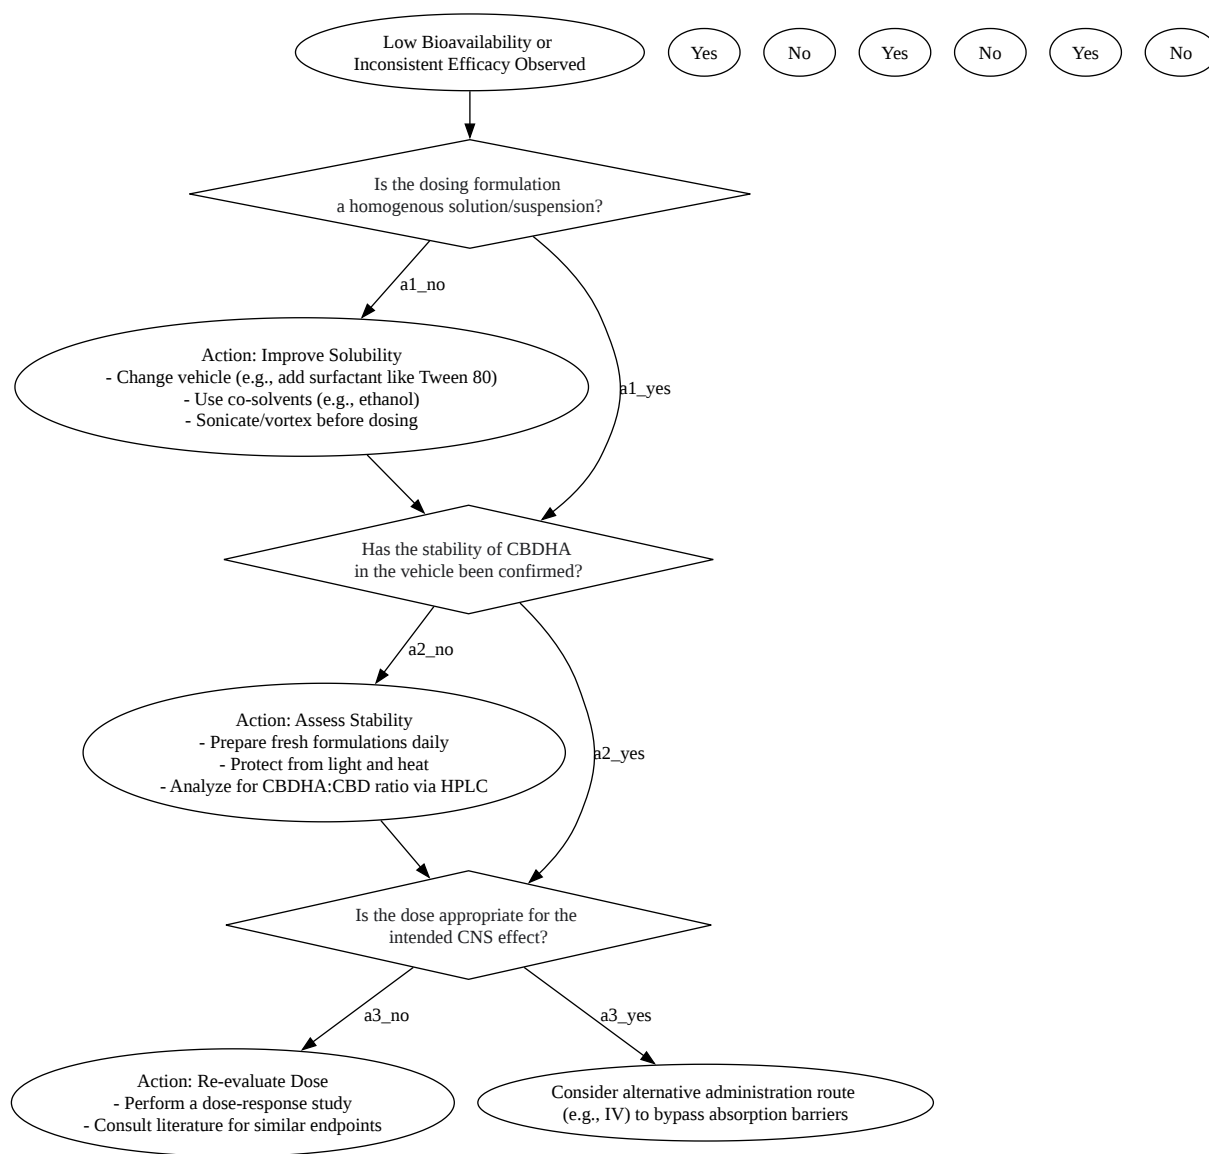 Low Bioavailability or
Inconsistent Efficacy Observed
Yes
No
Yes
No
Yes
No
Is the dosing formulation
a homogenous solution/suspension?
a1_no
Action: Improve Solubility
- Change vehicle (e.g., add surfactant like Tween 80)
- Use co-solvents (e.g., ethanol)
- Sonicate/vortex before dosing
a1_yes
Has the stability of CBDHA
in the vehicle been confirmed?
a2_no
Action: Assess Stability
- Prepare fresh formulations daily
- Protect from light and heat
- Analyze for CBDHA:CBD ratio via HPLC
a2_yes
Is the dose appropriate for the
intended CNS effect?
a3_no
a3_yes
Action: Re-evaluate Dose
- Perform a dose-response study
- Consult literature for similar endpoints
Consider alternative administration route
(e.g., IV) to bypass absorption barriers